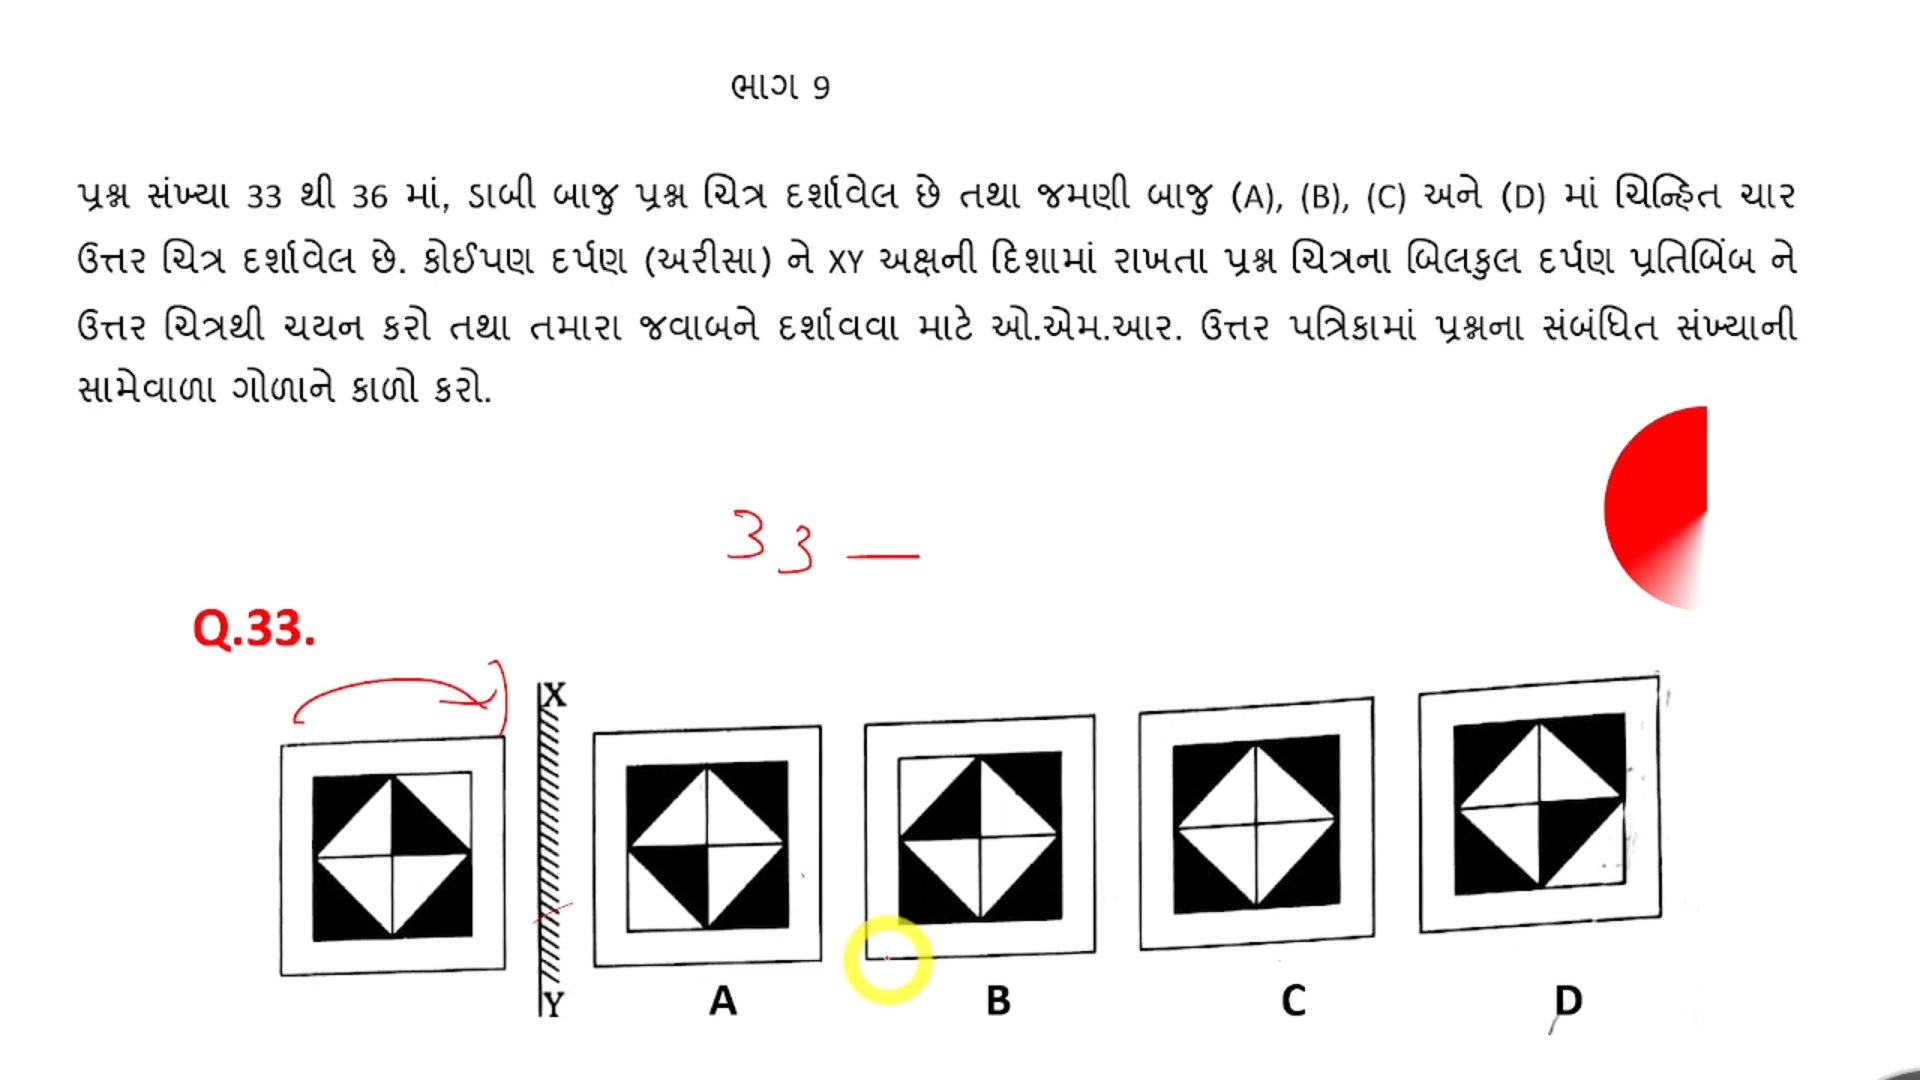 ભાગ 9
પ્રશ્ન સંખ્યા 33 થી 36 માં, ડાબી બાજુ પ્રશ્ન ચિત્ર દર્શાવેલ છે તથા જમણી બાજુ (A), (B), (C) અને (D) માં ચિન્હિત ચાર
ઉત્તર ચિત્ર દર્શાવેલ છે. કોઈપણ દર્પણ (અરીસા) ને XY અક્ષની દિશામાં રાખતા પ્રશ્ન ચિત્રના બિલકુલ દર્પણ પ્રતિબિંબ ને
ઉત્તર ચિત્રથી ચયન કરો તથા તમારા જવાબને દર્શાવવા માટે ઓ.એમ.આર. ઉત્તર પત્રિકામાં પ્રશ્નના સંબંધિત સંખ્યાની
સામેવાળા ગોળાને કાળો કરો.
33 —
Q.33.
X
Y
A B C D